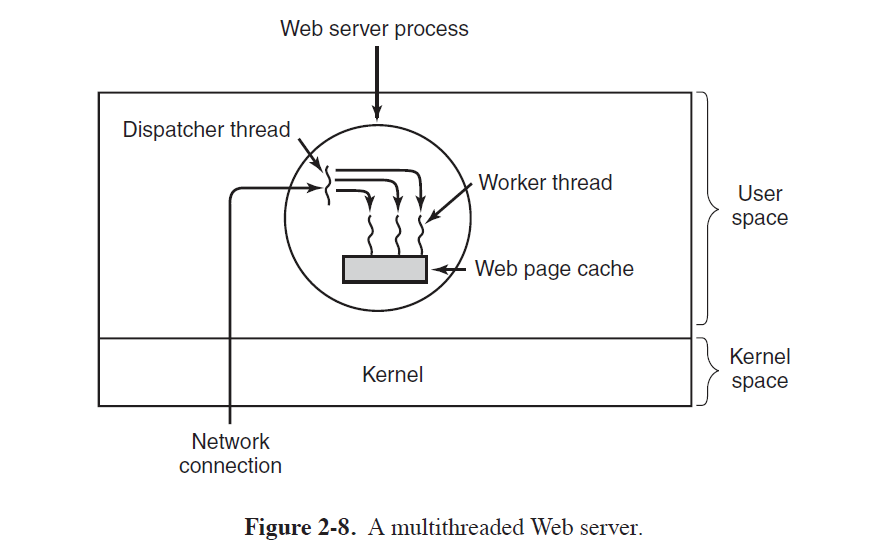 Web server process
Dispatcher thread
Worker thread
User
space
Web page cache
Kernel
Kernel
space
Network
connection
Figure 2-8. A multithreaded Web server.